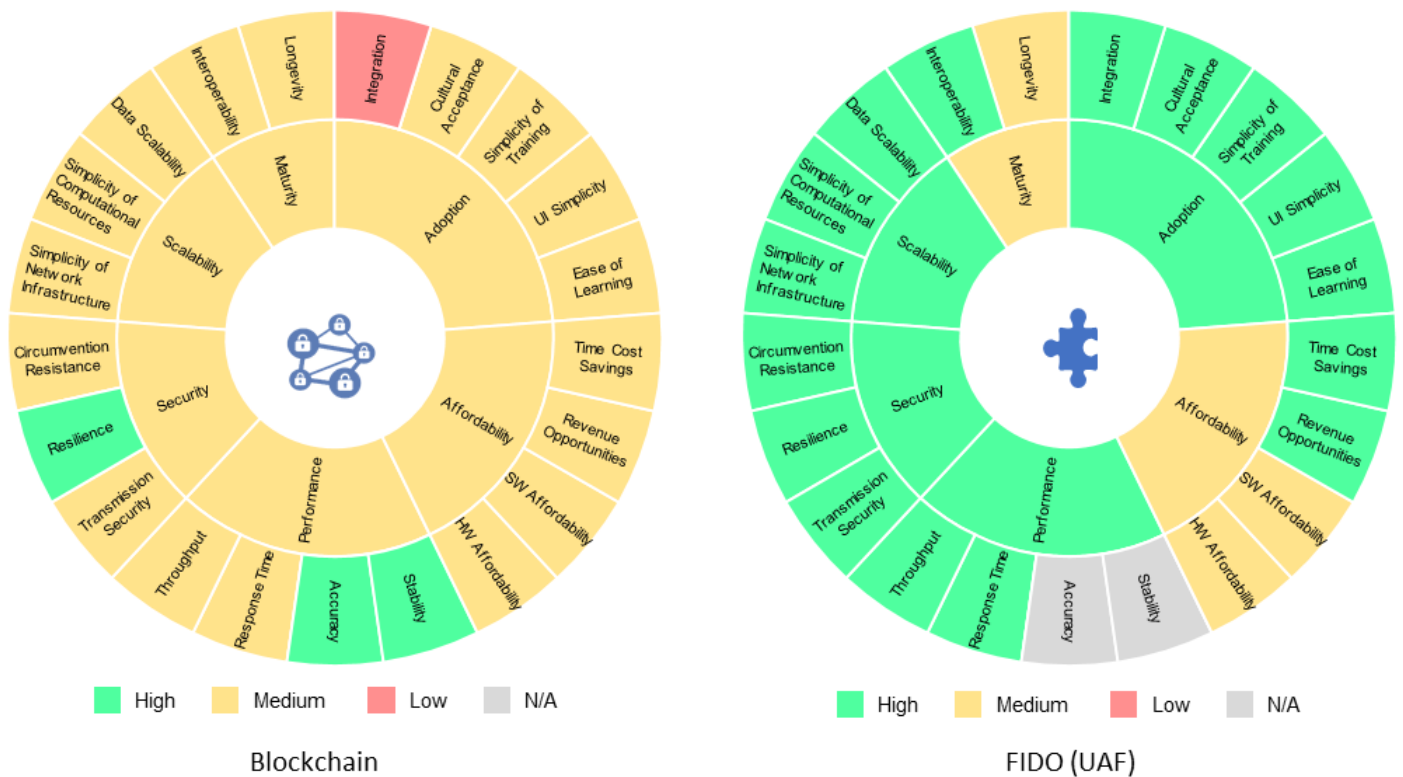 Integration
Cultural
Acceptance
Simplicity of
Training
UI Simplicity
Ease of
Learning
Time Cost
Savings
Revenue
Opportunities
SW Affordability
HW Affordability
Stability
Accuracy
Response Time
Throughput
Transmission
Security
Resilience
Circumvention
Resistance
Simplicity of
Network
Infrastructure
Simplicity of
Computational
Resources
Data Scalability
Interoperability
Longevity
Adoption
Affordability
Performance
Security
Scalability
Maturity
High
Medium
Low
N/A
Blockchain
Integration
Cultural
Acceptance
Simplicity of
Training
UI Simplicity
Ease of
Learning
Time Cost
Savings
Revenue
Opportunities
SW Affordability
HW Affordability
Stability
Accuracy
Response Time
Throughput
Transmission
Security
Resilience
Circumvention
Resistance
Simplicity of
Network
Infrastructure
Simplicity of
Computational
Resources
Data Scalability
Interoperability
Longevity
Adoption
Affordability
Performance
Security
Scalability
Maturity
High
Medium
Low
N/A
FIDO (UAF)